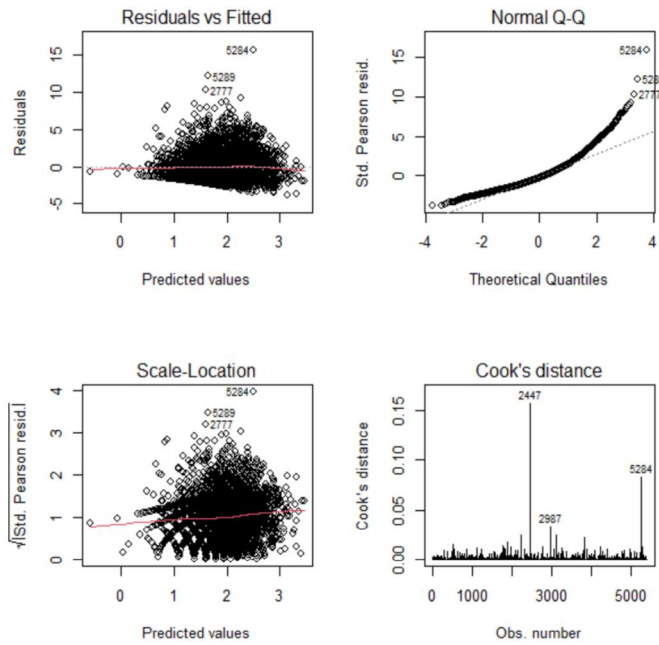 Residuals vs Fitted
Residuals
-5 0 5 10 15
5284
5289
2777
0 1 2 3
Predicted values
Normal Q-Q
Std. Pearson resid.
0 5 10 15
5284
528
2777
-4 -2 0 2 4
Theoretical Quantiles
Scale-Location
√|Std. Pearson resid.|
0 1 2 3 4
5284
5289
2777
0 1 2 3
Predicted values
Cook's distance
Cook's distance
0.00 0.05 0.10 0.15
2447
2987
5284
0 1000 3000 5000
Obs. number